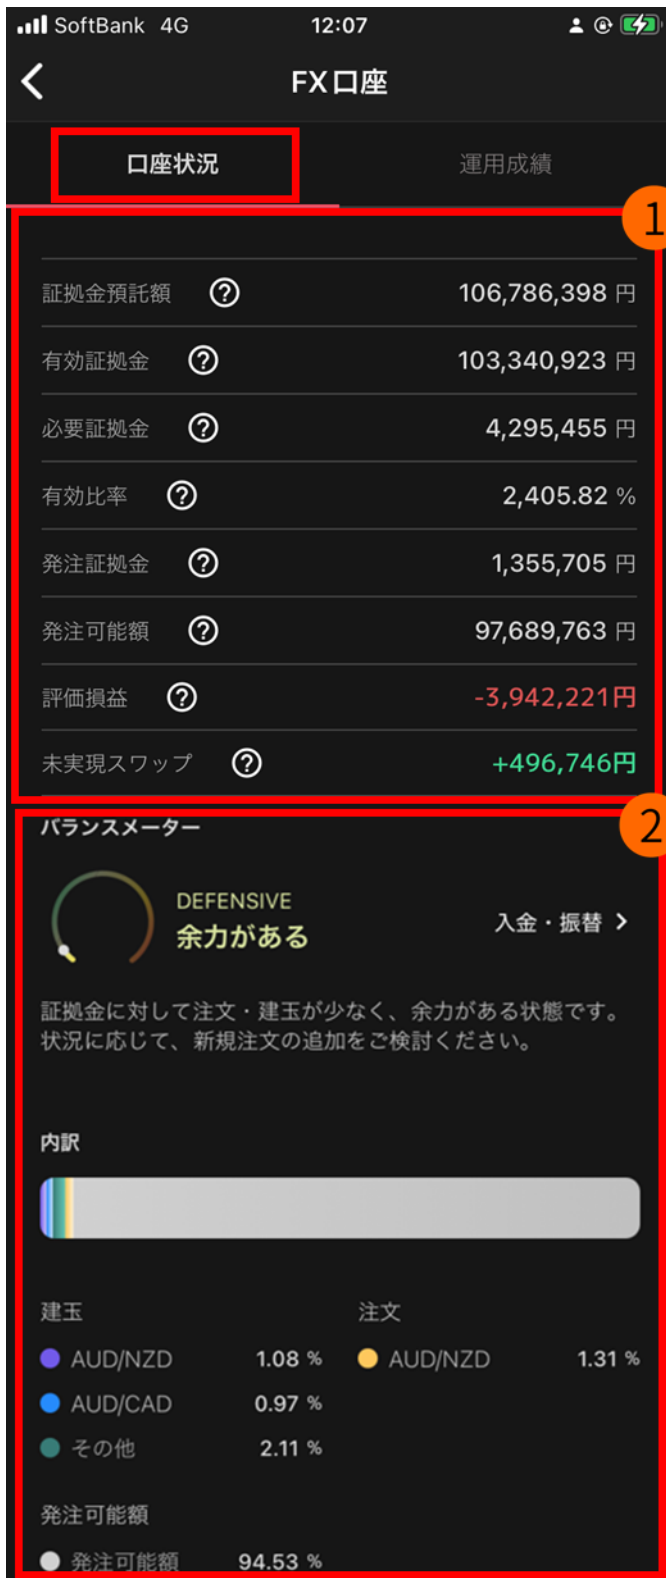 SoftBank 4G 12:07
FX口座
口座状況 運用成績
1
証拠金預託額 ? 106,786,398 円
有効証拠金 ? 103,340,923 円
必要証拠金 ? 4,295,455 円
有効比率 ? 2,405.82 %
発注証拠金 ? 1,355,705 円
発注可能額 ? 97,689,763 円
評価損益 ? -3,942,221円
未実現スワップ ? +496,746円
2
バランスメーター
DEFENSIVE
余力がある 入金・振替
証拠金に対して注文・建玉が少なく、余力がある状態です。
状況に応じて、新規注文の追加をご検討ください。
内訳
建玉 注文
AUD/NZD 1.08 % AUD/NZD 1.31 %
AUD/CAD 0.97 %
その他 2.11 %
発注可能額
発注可能額 94.53 %